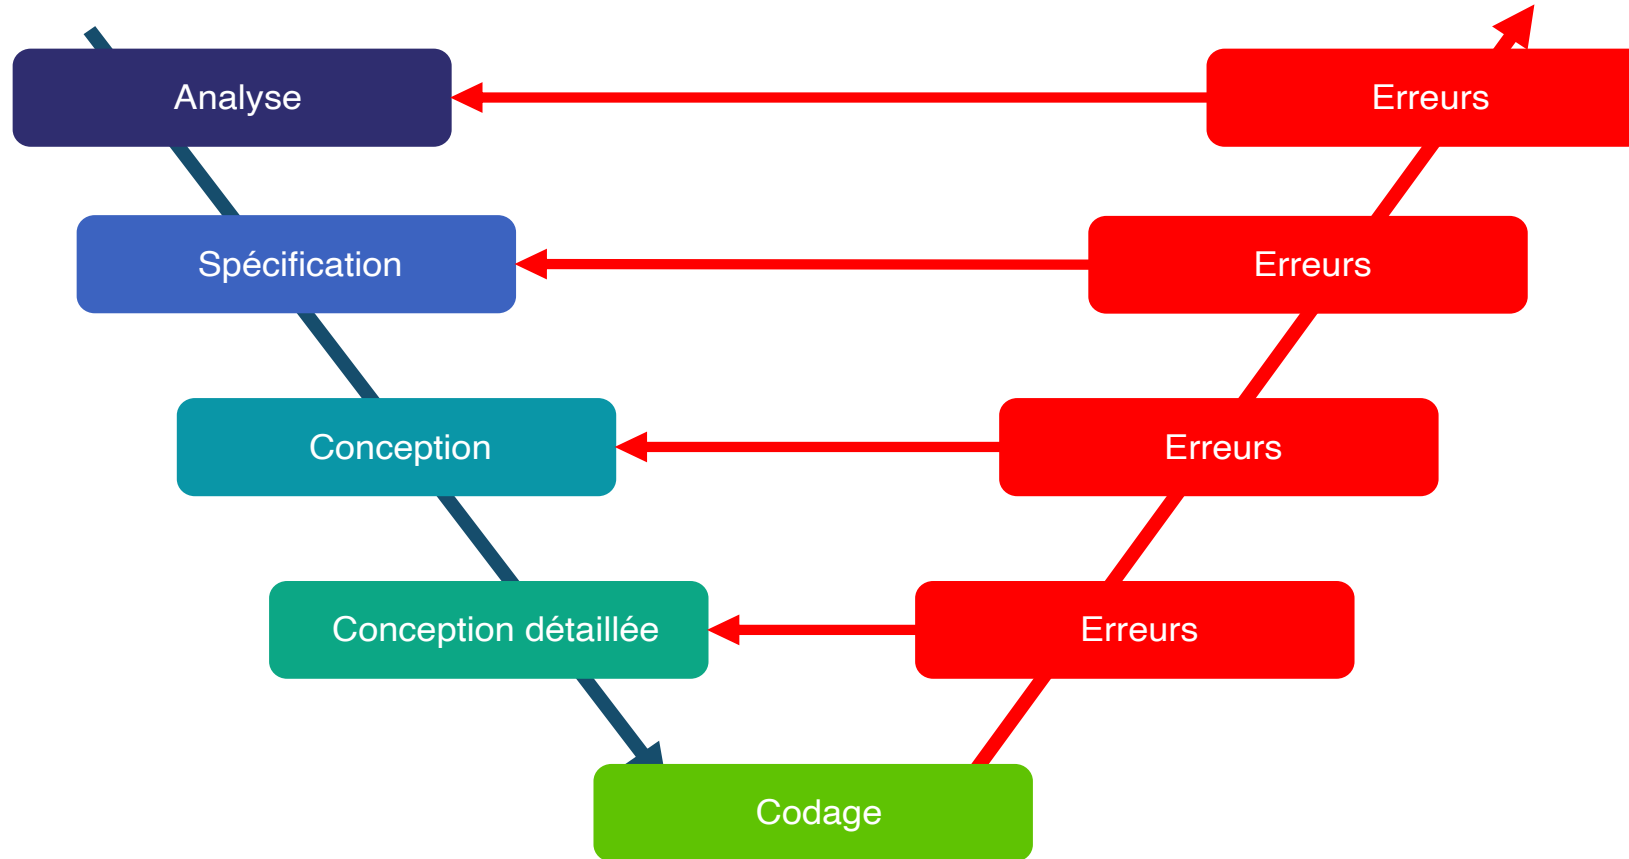 Analyse
Erreurs
Spécification
Erreurs
Conception
Erreurs
Conception détaillée
Erreurs
Codage